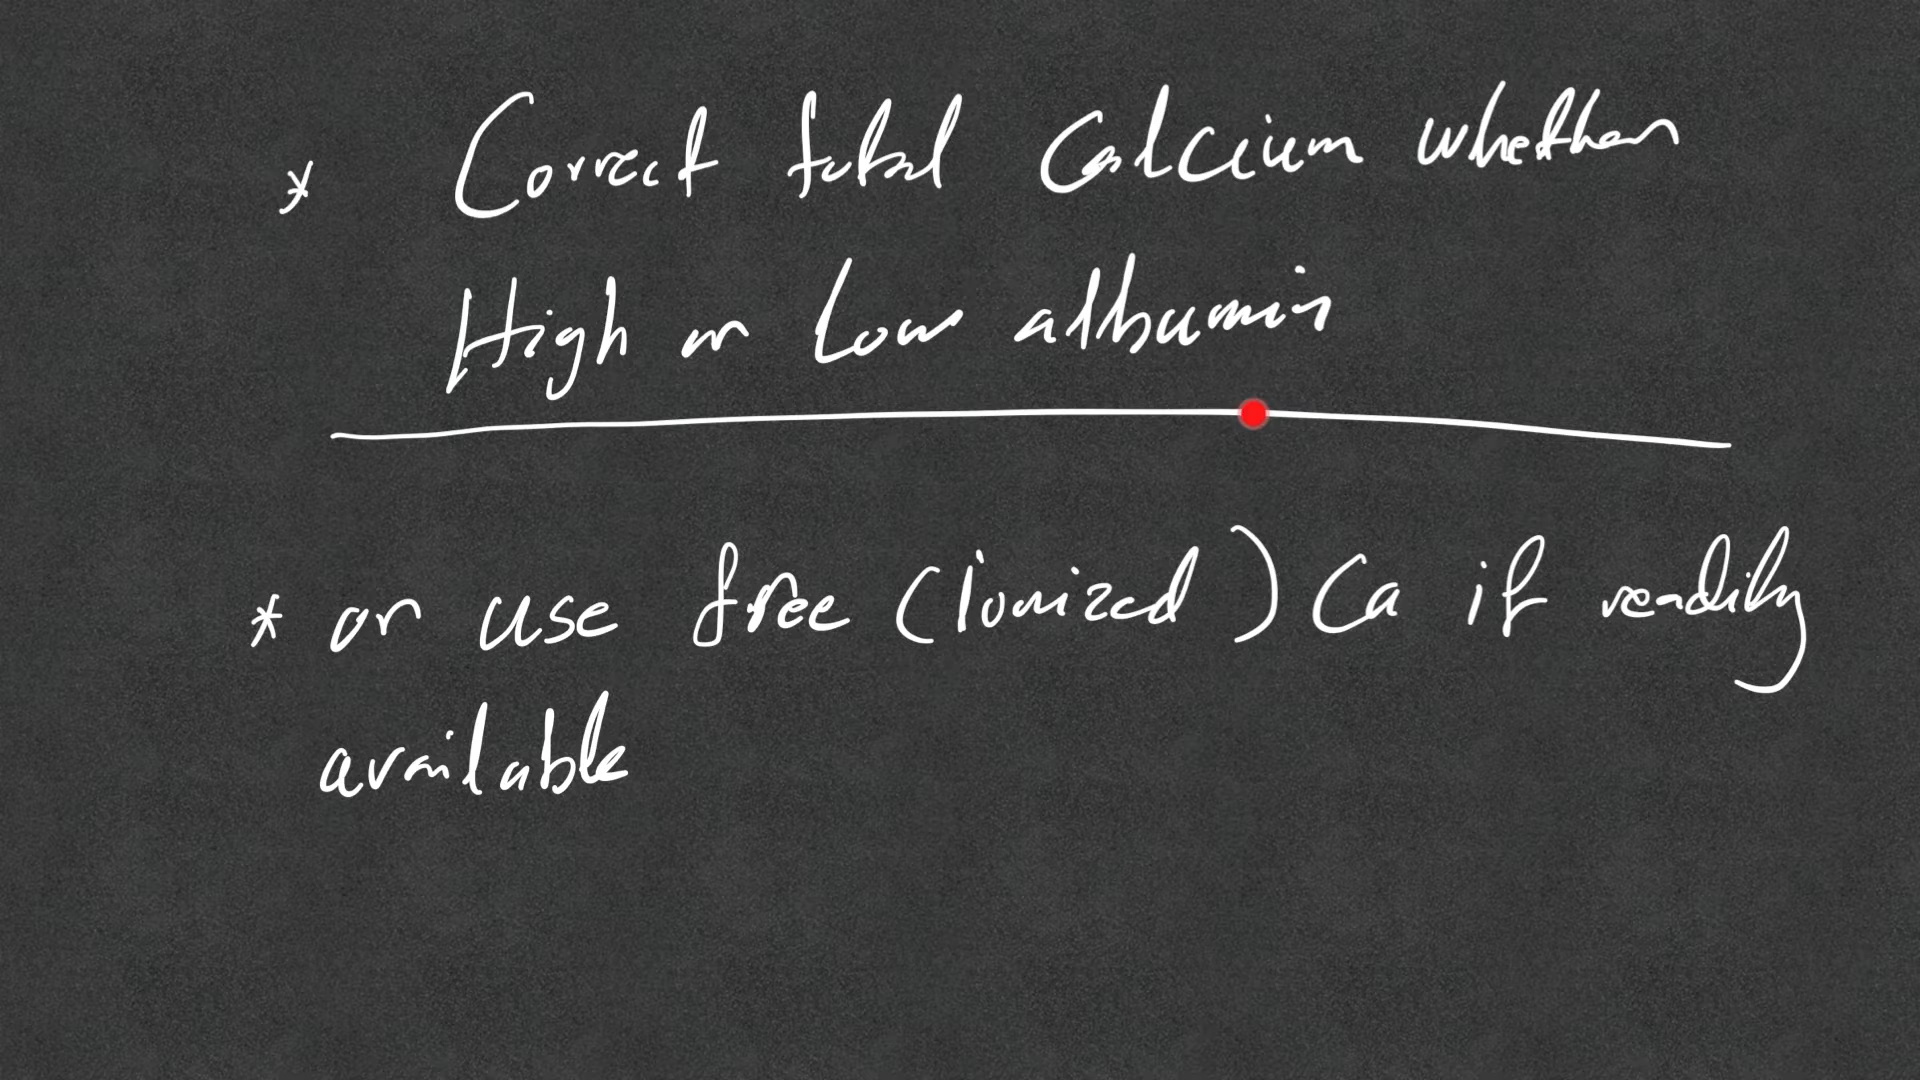 * Correct total Calcium whether
High or Low albumin
* or use free (ionized) Ca if readily
available